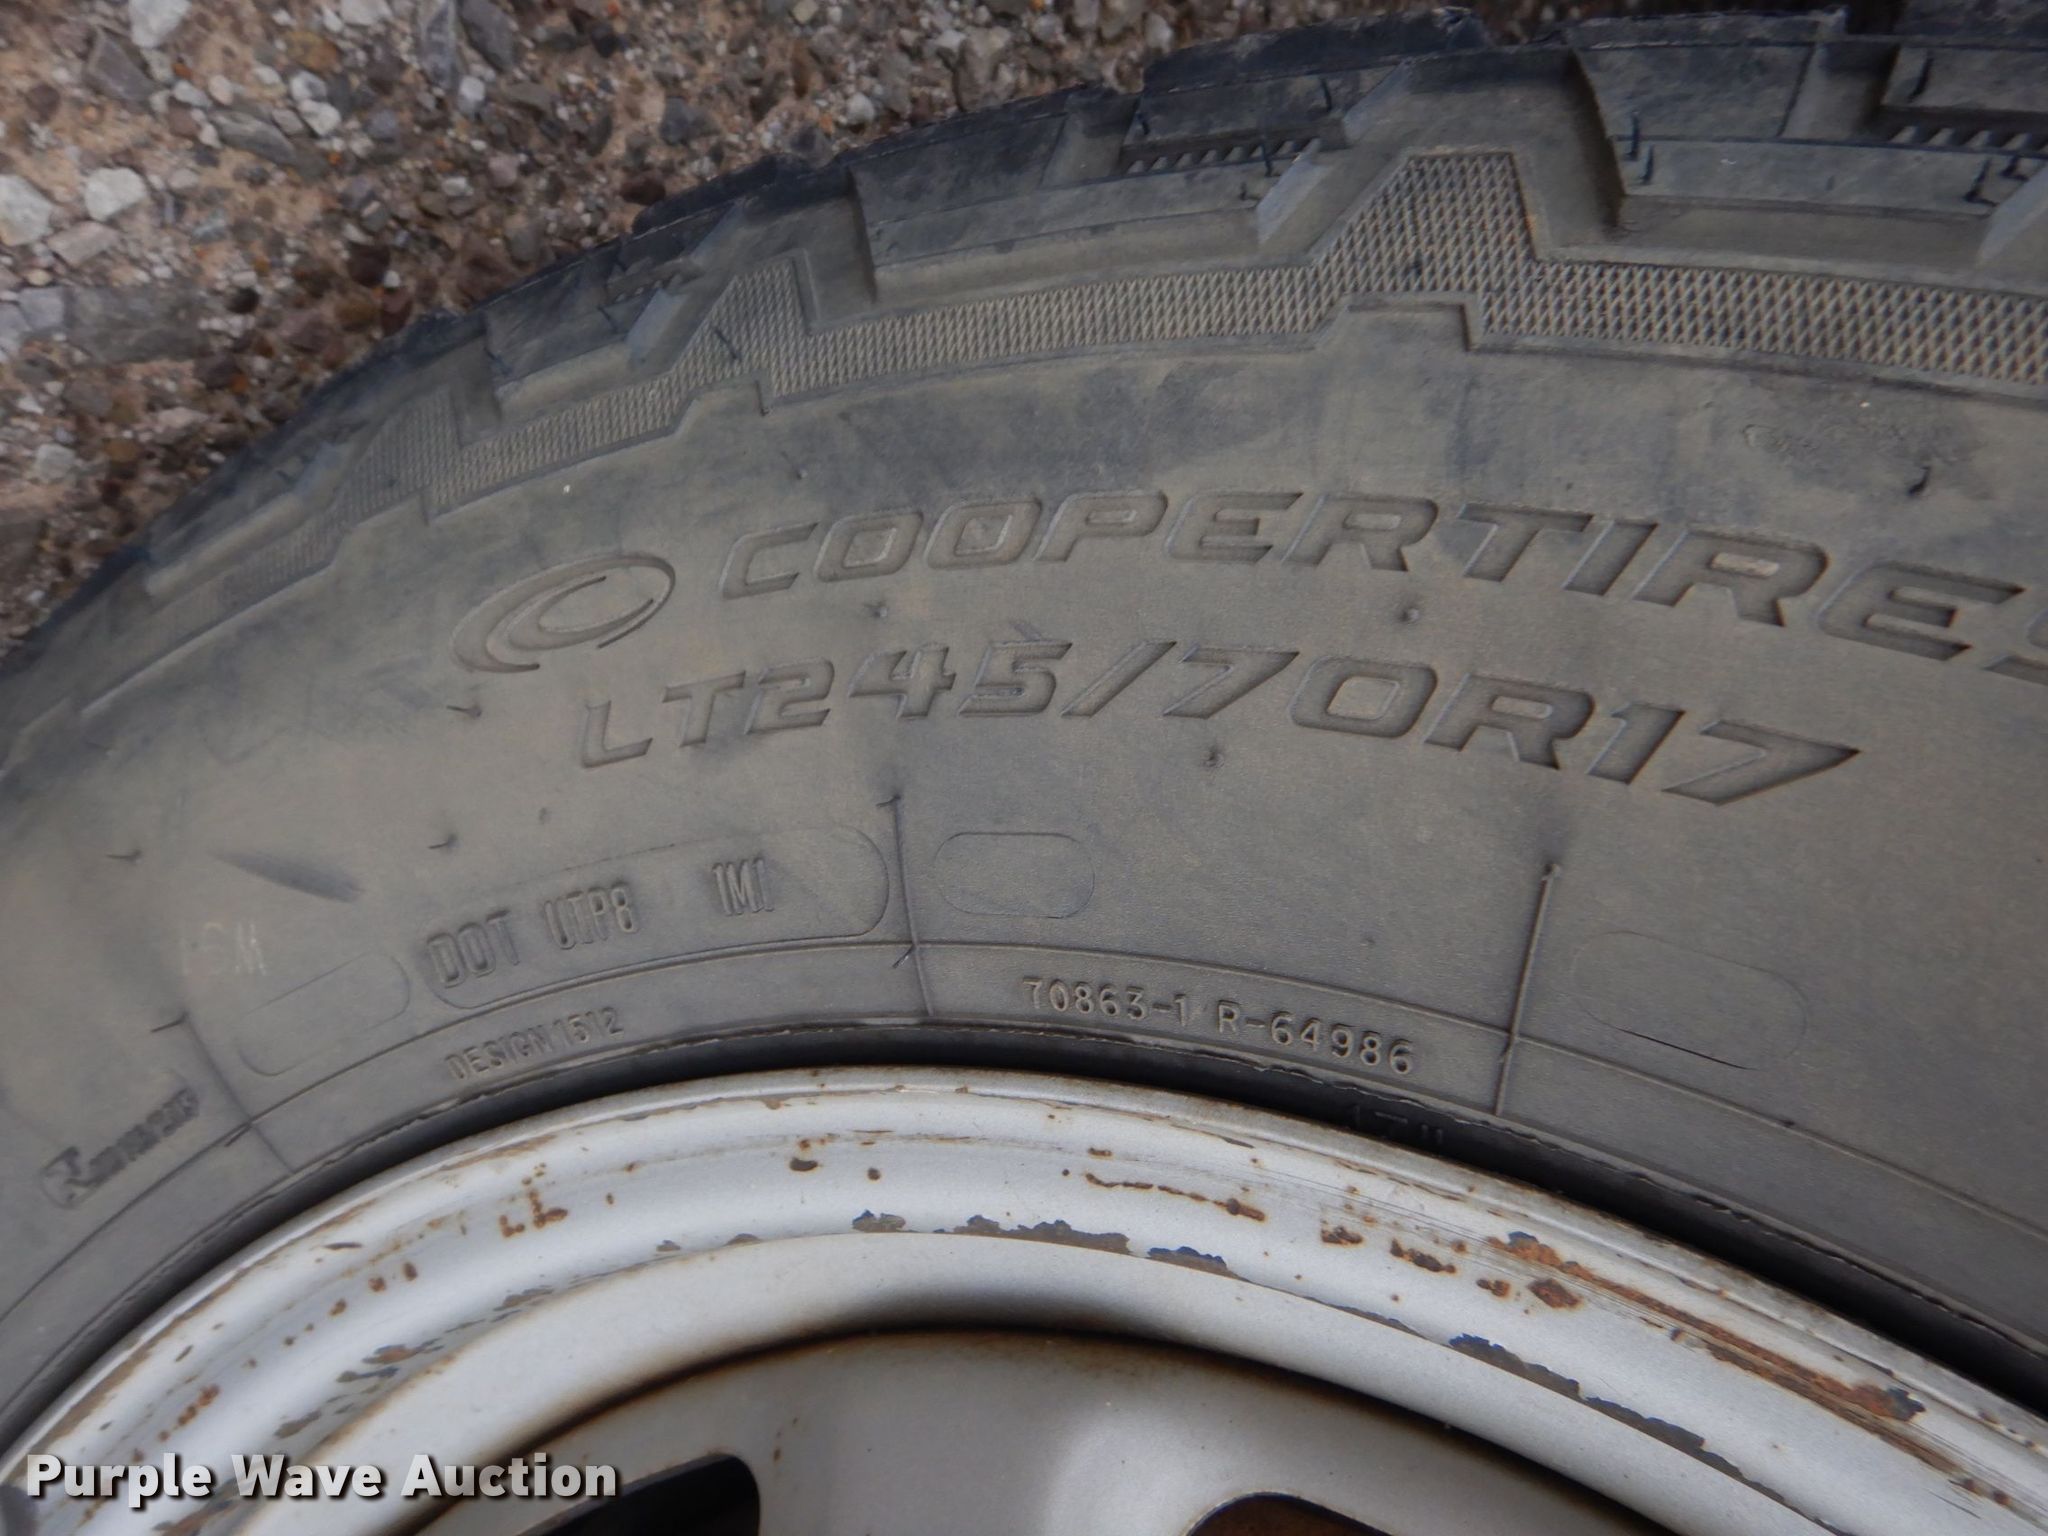 COOPERTIRES
LT245/70R17
DOT UTP8 1M1
DESIGN 1512
70863-1 R-64986
Purple Wave Auction